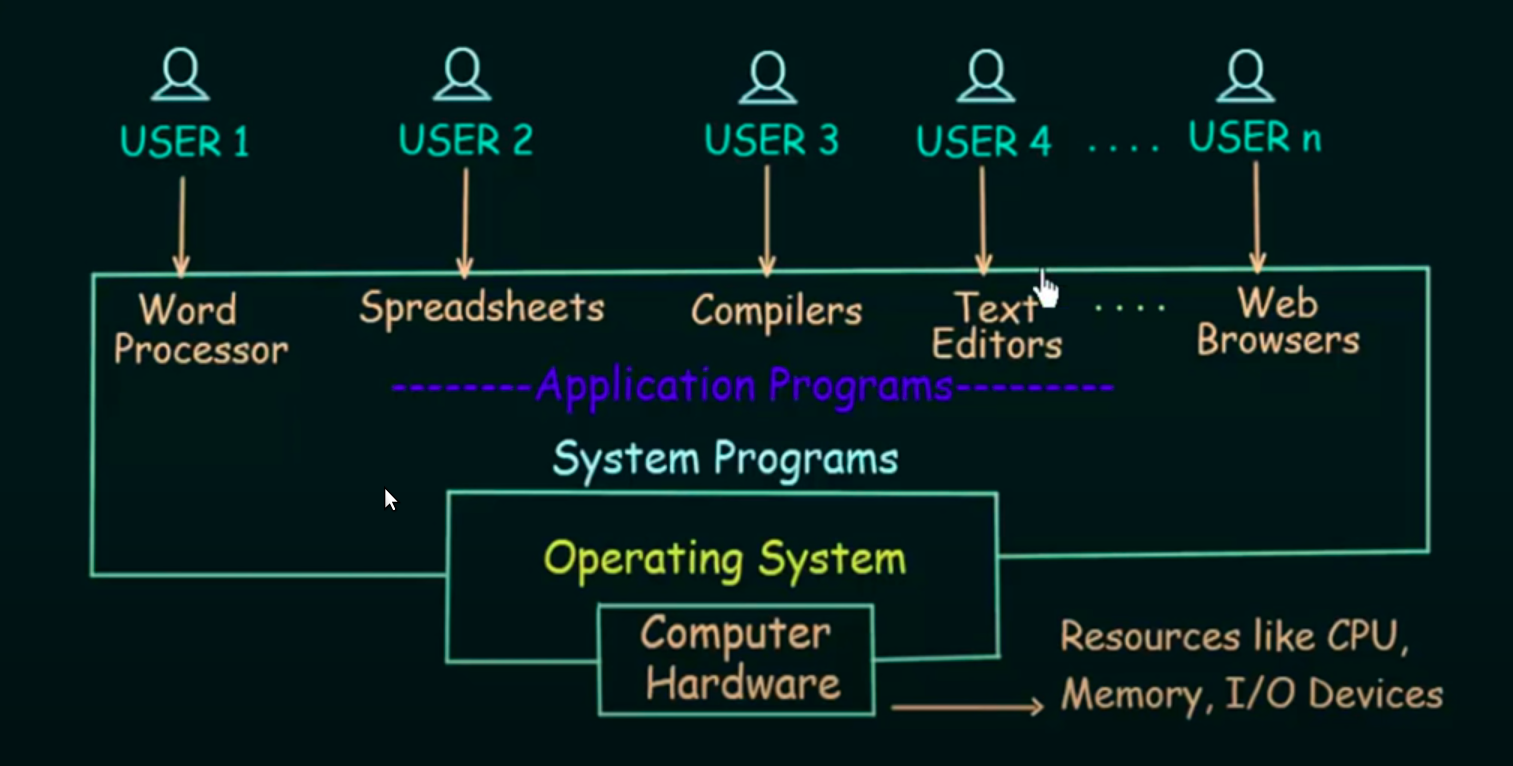 USER 1 USER 2 USER 3 USER 4 .... USER n
Word Processor
Spreadsheets
Compilers
Text Editors
....
Web Browsers
--------Application Programs---------
System Programs
Operating System
Computer
Hardware
Resources like CPU,
Memory, I/O Devices